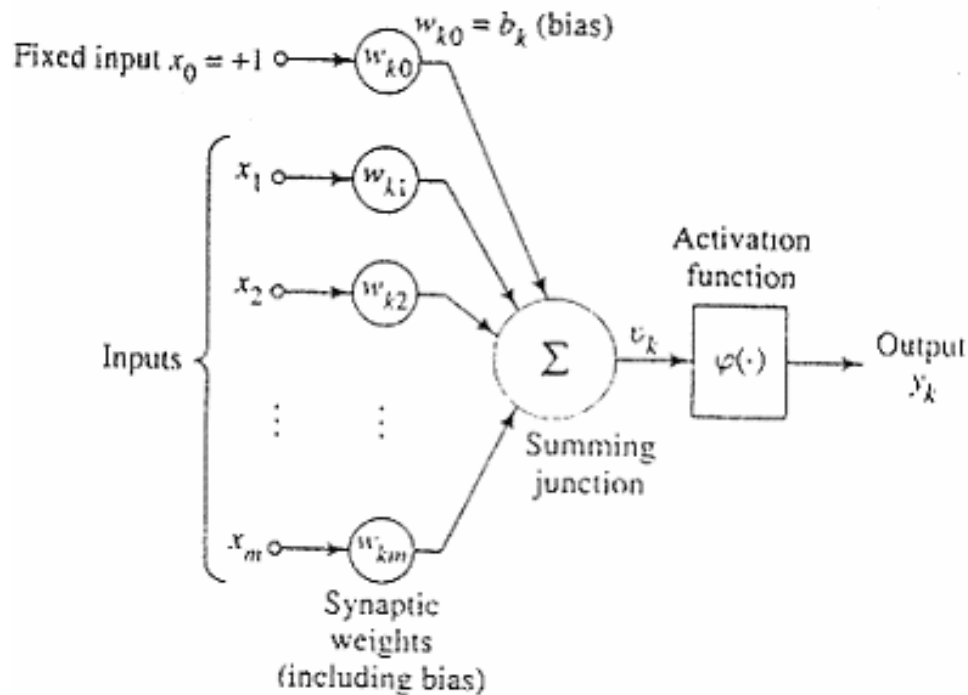 w_k0 = b_k (bias)
Fixed input x_0 = +1
w_k0
x_1
w_k1
Activation
function
x_2
w_k2
Inputs
Σ
v_k
φ(·)
Output
y_k
⋮ ⋮
Summing
junction
x_m
w_km
Synaptic
weights
(including bias)